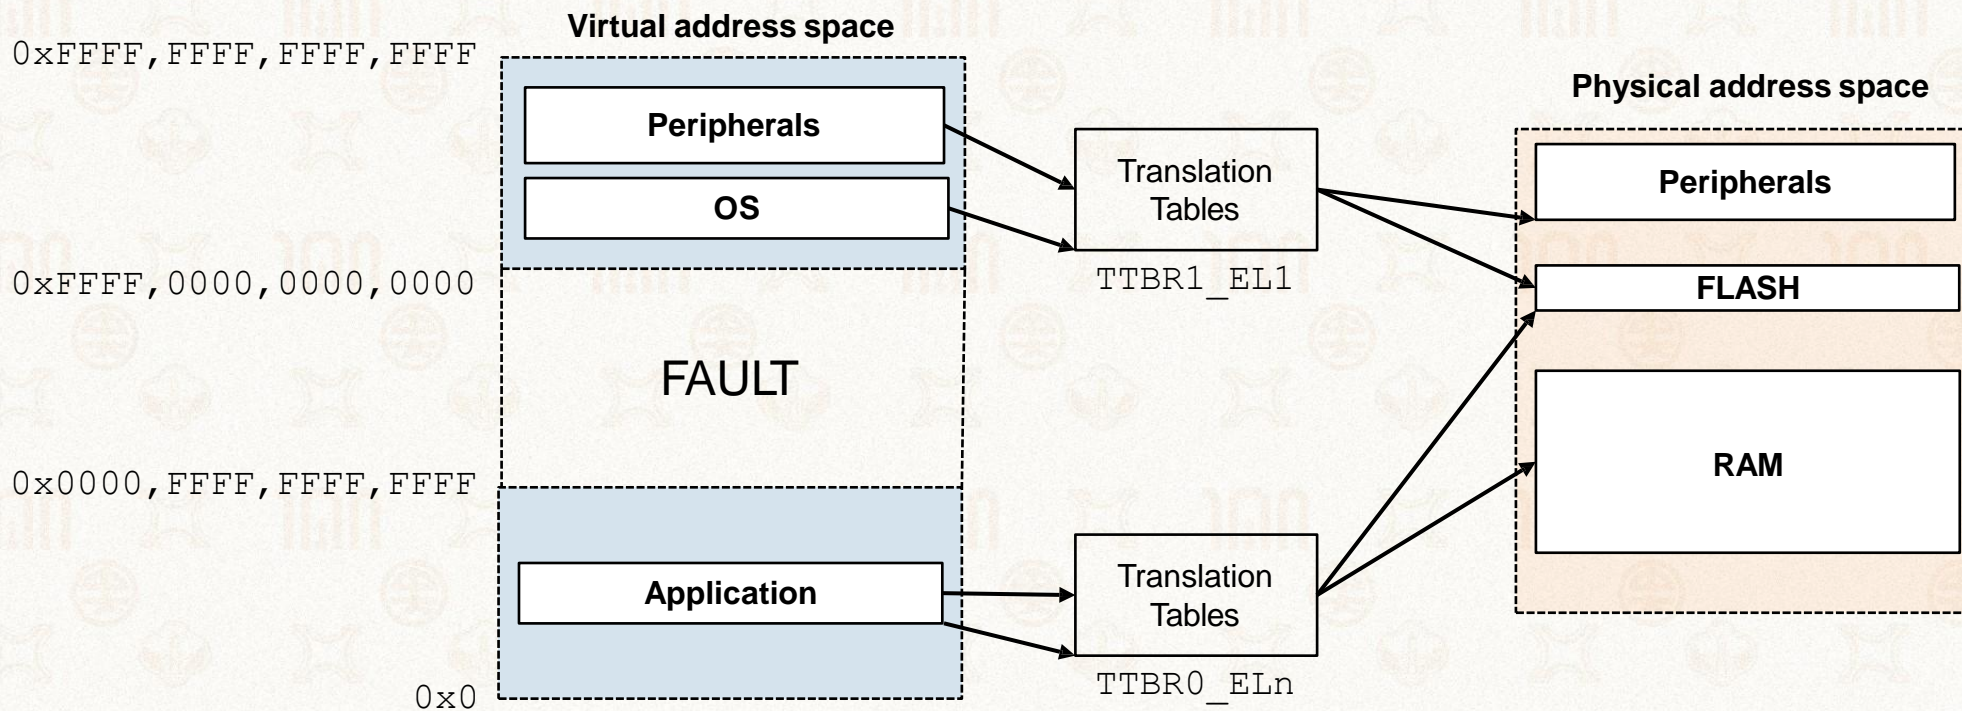 Virtual address space
0xFFFF,FFFF,FFFF,FFFF
Physical address space
Peripherals
Translation
Tables
Peripherals
OS
0xFFFF,0000,0000,0000
TTBR1_EL1
FLASH
FAULT
RAM
0x0000,FFFF,FFFF,FFFF
Application
Translation
Tables
0x0
TTBR0_ELn